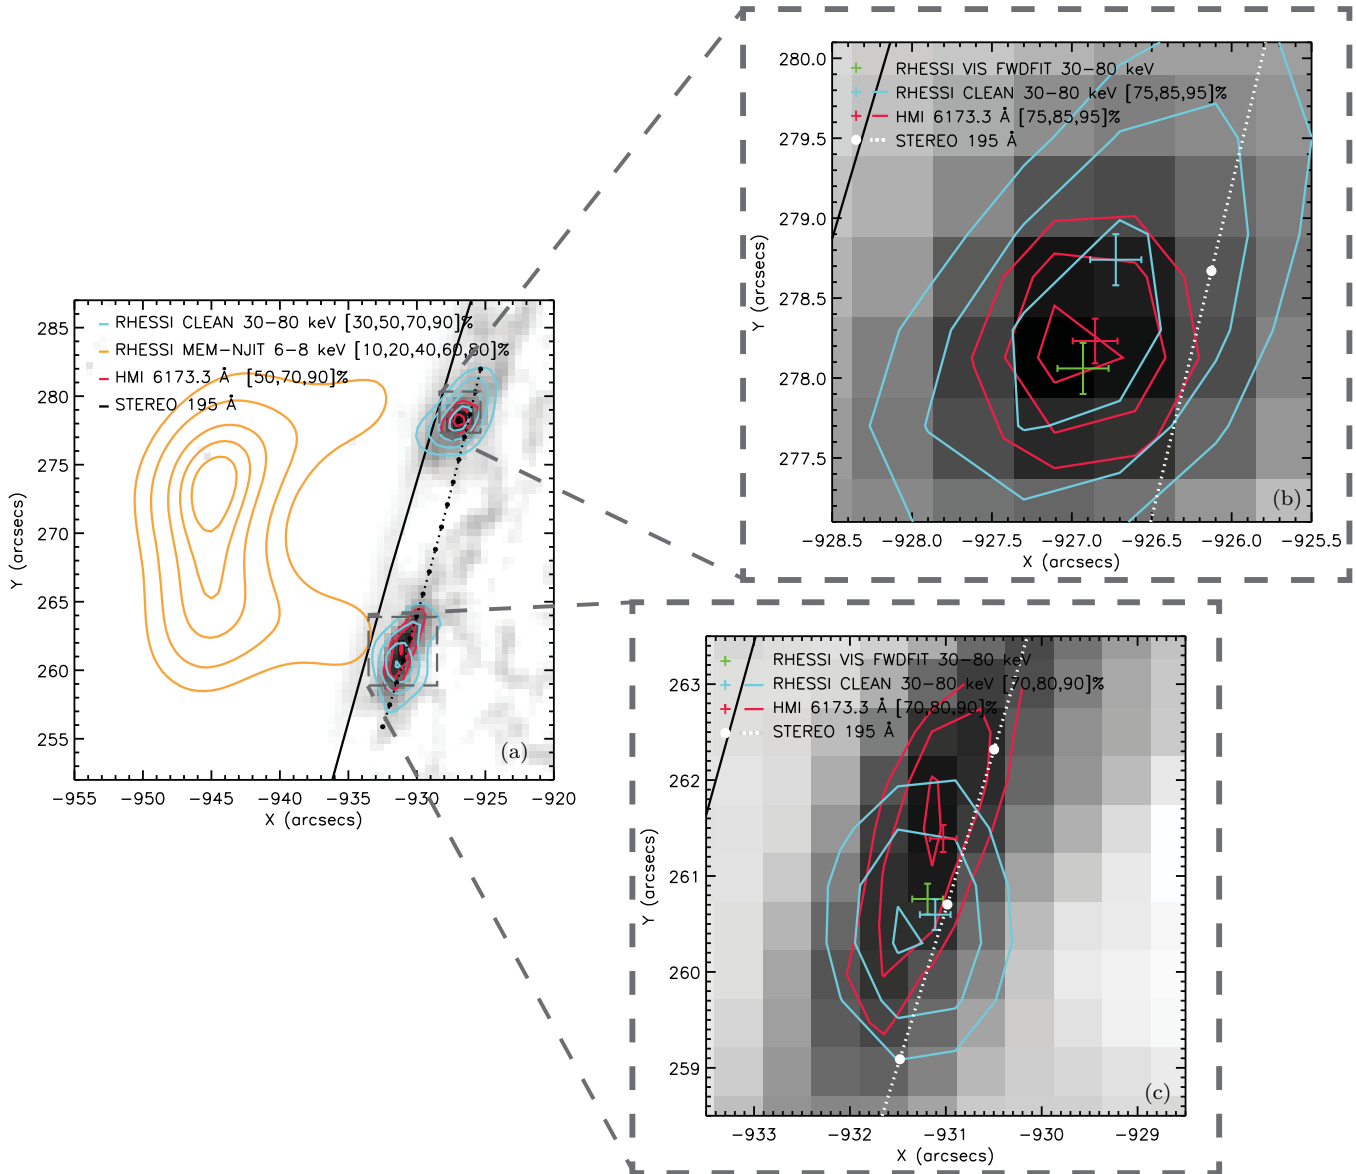 280.0
279.5
279.0
278.5
278.0
277.5
Y (arcsecs)
RHESSI VIS FWDFIT 30−80 keV
RHESSI CLEAN 30−80 keV [75,85,95]%
HMI 6173.3 Å [75,85,95]%
STEREO 195 Å
(b)
−928.5 −928.0 −927.5 −927.0 −926.5 −926.0 −925.5
X (arcsecs)
285
280
275
270
265
260
255
Y (arcsecs)
RHESSI CLEAN 30−80 keV [30,50,70,90]%
RHESSI MEM−NJIT 6−8 keV [10,20,40,60,80]%
HMI 6173.3 Å [50,70,90]%
STEREO 195 Å
(a)
−955 −950 −945 −940 −935 −930 −925 −920
X (arcsecs)
263
262
261
260
259
Y (arcsecs)
RHESSI VIS FWDFIT 30−80 keV
RHESSI CLEAN 30−80 keV [70,80,90]%
HMI 6173.3 Å [70,80,90]%
STEREO 195 Å
(c)
−933 −932 −931 −930 −929
X (arcsecs)